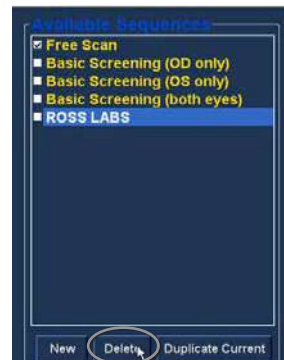 Available Sequences
Free Scan
Basic Screening (OD only)
Basic Screening (OS only)
Basic Screening (both eyes)
ROSS LABS
New Delete Duplicate Current